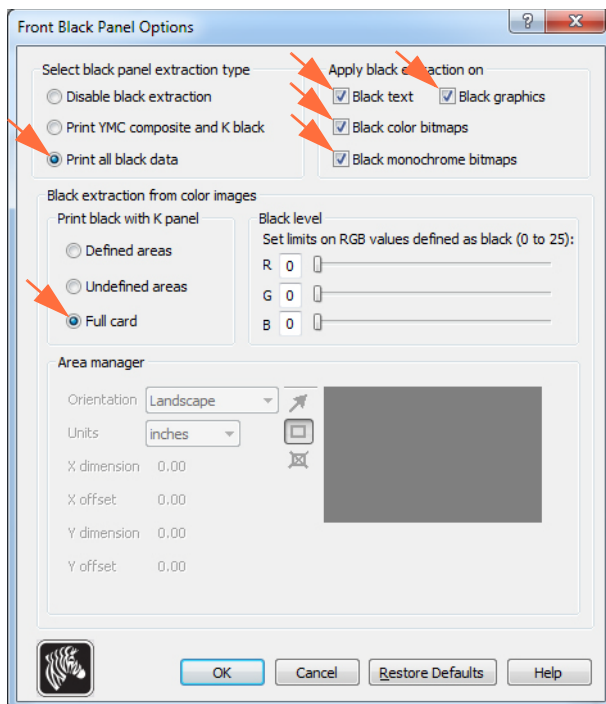 Front Black Panel Options
?
X
Select black panel extraction type
Disable black extraction
Print YMC composite and K black
Print all black data
Apply black extraction on
Black text Black graphics
Black color bitmaps
Black monochrome bitmaps
Black extraction from color images
Print black with K panel
Defined areas
Undefined areas
Full card
Black level
Set limits on RGB values defined as black (0 to 25):
R 0
G 0
B 0
Area manager
Orientation Landscape
Units inches
X dimension 0.00
X offset 0.00
Y dimension 0.00
Y offset 0.00
OK Cancel Restore Defaults Help